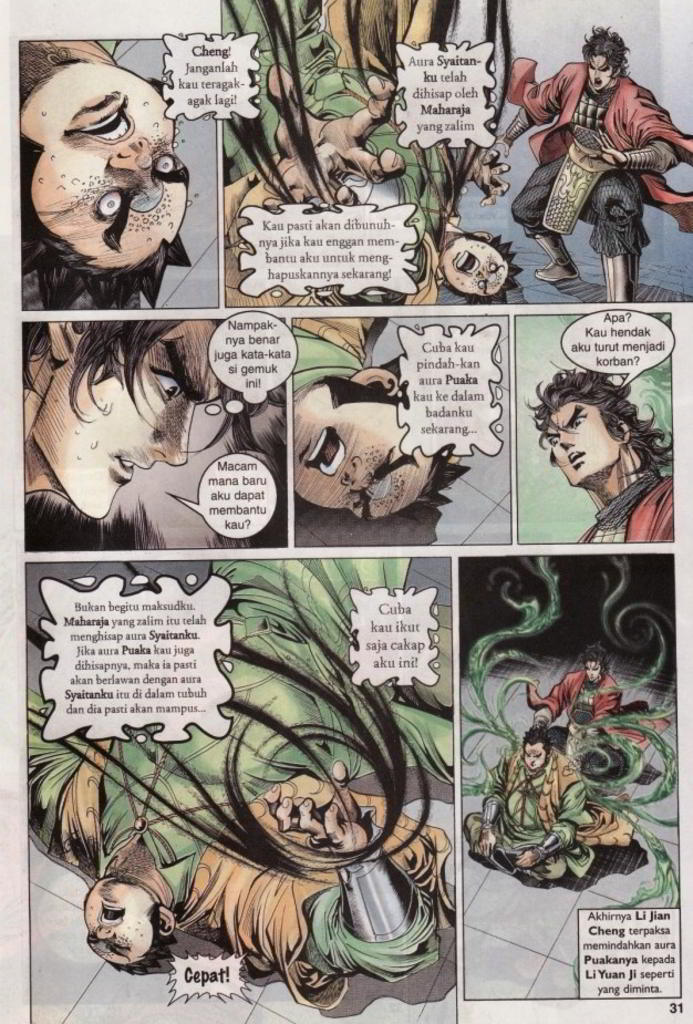 Cheng!
Janganlah
kau teragak-
agak lagi!
Aura Syaitan-
ku telah
dihisap oleh
Maharaja
yang zalim
Kau pasti akan dibunuh-
nya jika kau enggan mem-
bantu aku untuk meng-
hapuskannya sekarang!
Nampak-
nya benar
juga kata-kata
si gemuk
ini!
Macam
mana baru
aku dapat
membantu
kau?
Cuba kau
pindah-kan
aura Puaka
kau ke dalam
badanku
sekarang...
Apa?
Kau hendak
aku turut menjadi
korban?
Bukan begitu maksudku.
Maharaja yang zalim itu telah
menghisap aura Syaitanku.
Jika aura Puaka kau juga
dihisapnya, maka ia pasti
akan berlawan dengan aura
Syaitanku itu di dalam tubuh
dan dia pasti akan mampus...
Cuba
kau ikut
saja cakap
aku ini!
Cepat!
Akhirnya Li Jian
Cheng terpaksa
memindahkan aura
Puakanya kepada
Li Yuan Ji seperti
yang diminta.
31